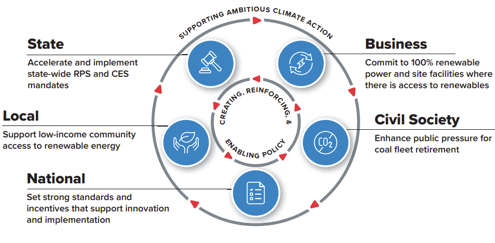 SUPPORTING AMBITIOUS CLIMATE ACTION
State
Accelerate and implement
state-wide RPS and CES
mandates
Business
Commit to 100% renewable
power and site facilities where
there is access to renewables
CREATING, REINFORCING, &
ENABLING POLICY
Local
Support low-income community
access to renewable energy
CO2
Civil Society
Enhance public pressure for
coal fleet retirement
National
Set strong standards and
incentives that support innovation
and implementation